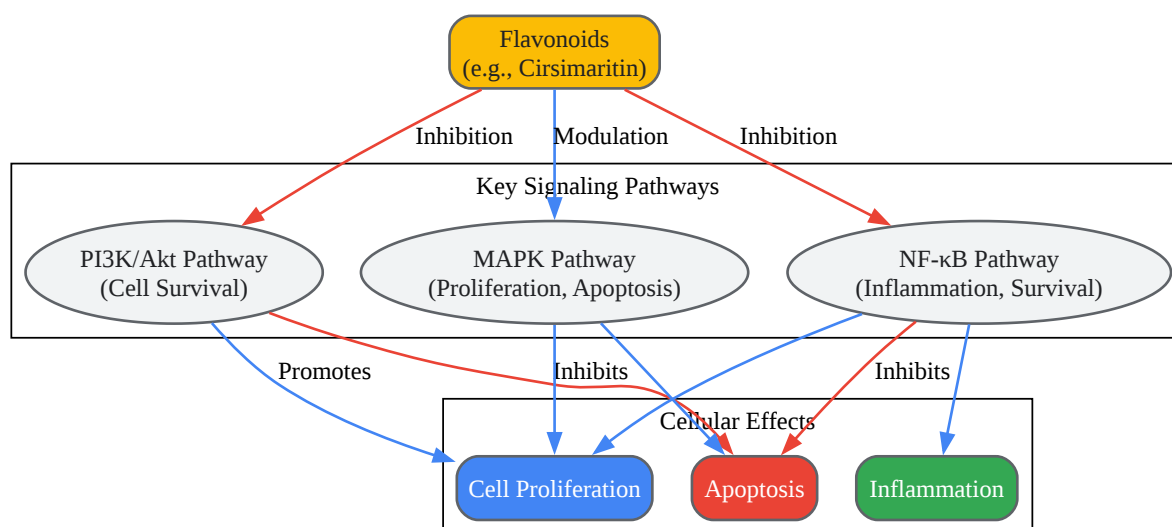 Flavonoids
(e.g., Cirsimaritin)
Inhibition
Modulation
Inhibition
Key Signaling Pathways
PI3K/Akt Pathway
(Cell Survival)
MAPK Pathway
(Proliferation, Apoptosis)
NF-κB Pathway
(Inflammation, Survival)
Promotes
Inhibits
Inhibits
Cellular Effects
Cell Proliferation
Apoptosis
Inflammation